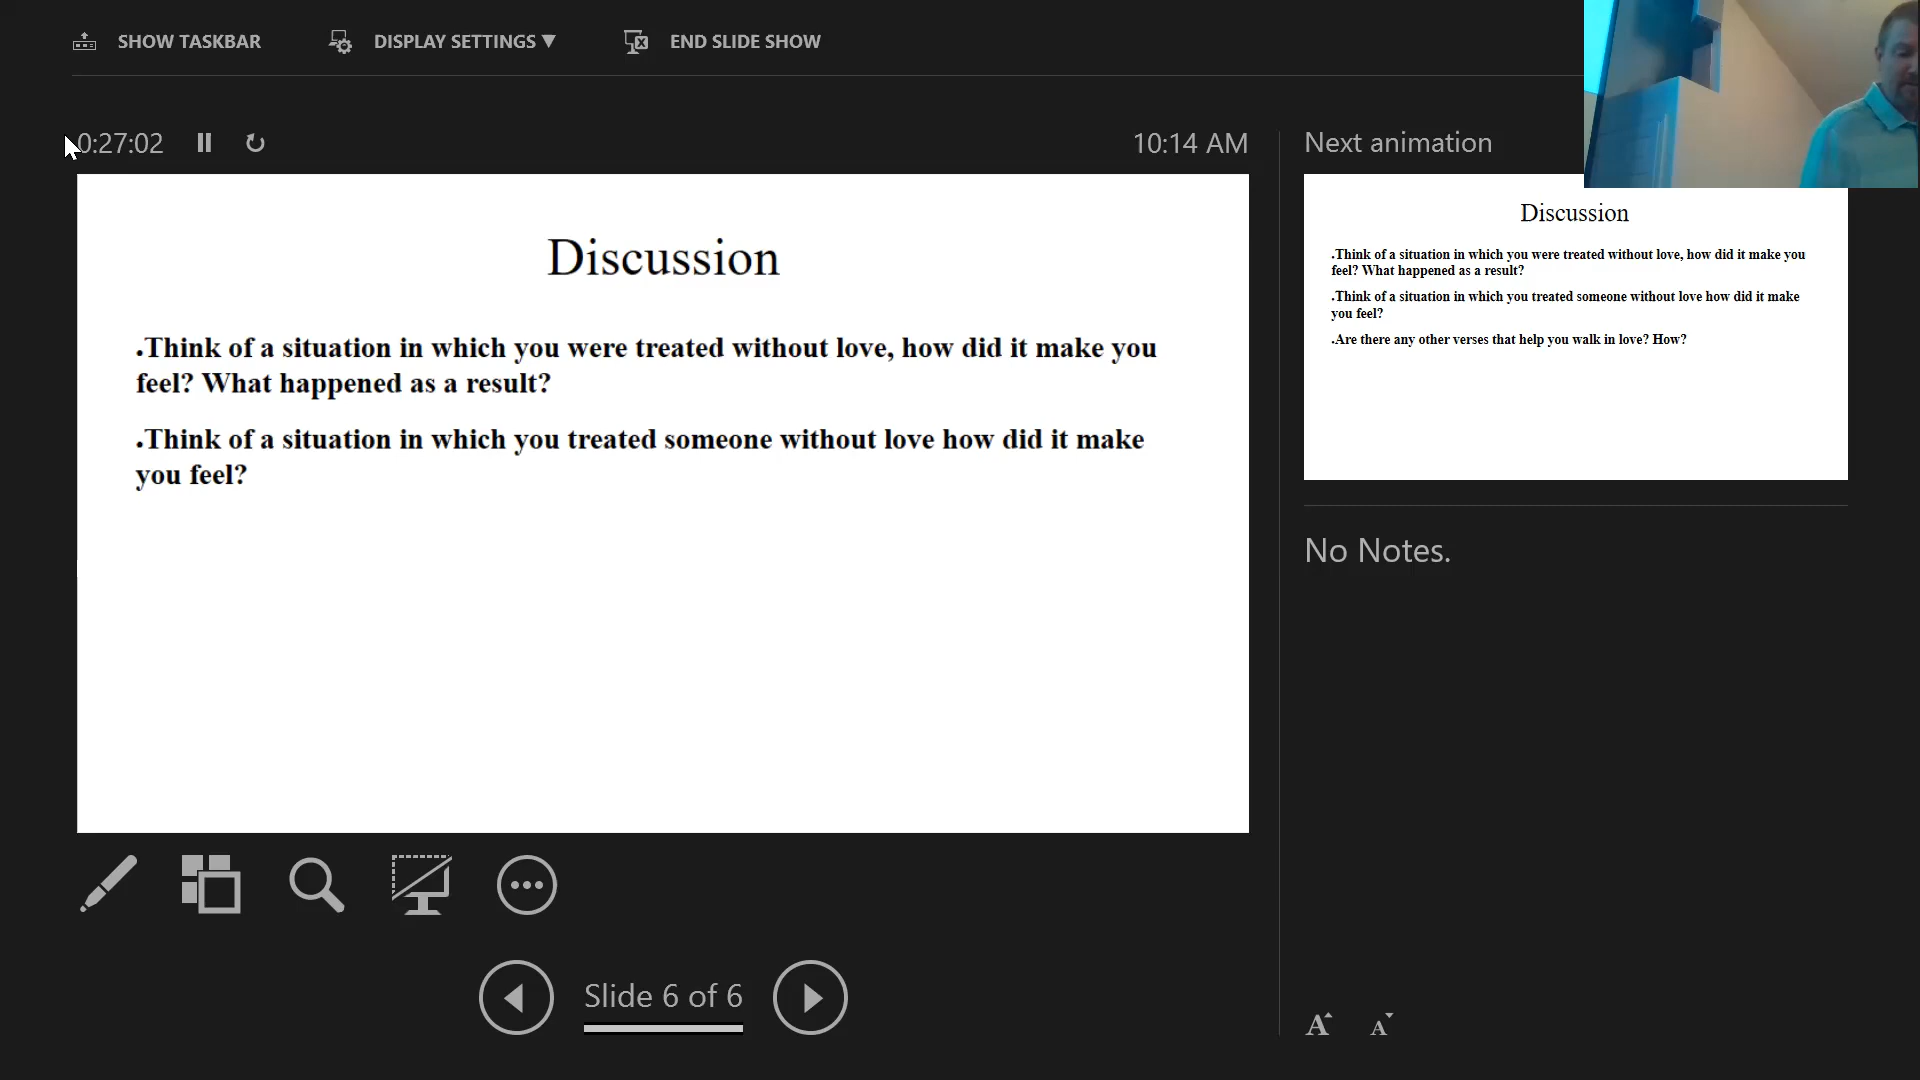 SHOW TASKBAR
DISPLAY SETTINGS ▼
END SLIDE SHOW
0:27:02
10:14 AM
Discussion
.Think of a situation in which you were treated without love, how did it make you
feel? What happened as a result?
.Think of a situation in which you treated someone without love how did it make
you feel?
Slide 6 of 6
Next animation
Discussion
.Think of a situation in which you were treated without love, how did it make you
feel? What happened as a result?
.Think of a situation in which you treated someone without love how did it make
you feel?
.Are there any other verses that help you walk in love? How?
No Notes.
A A